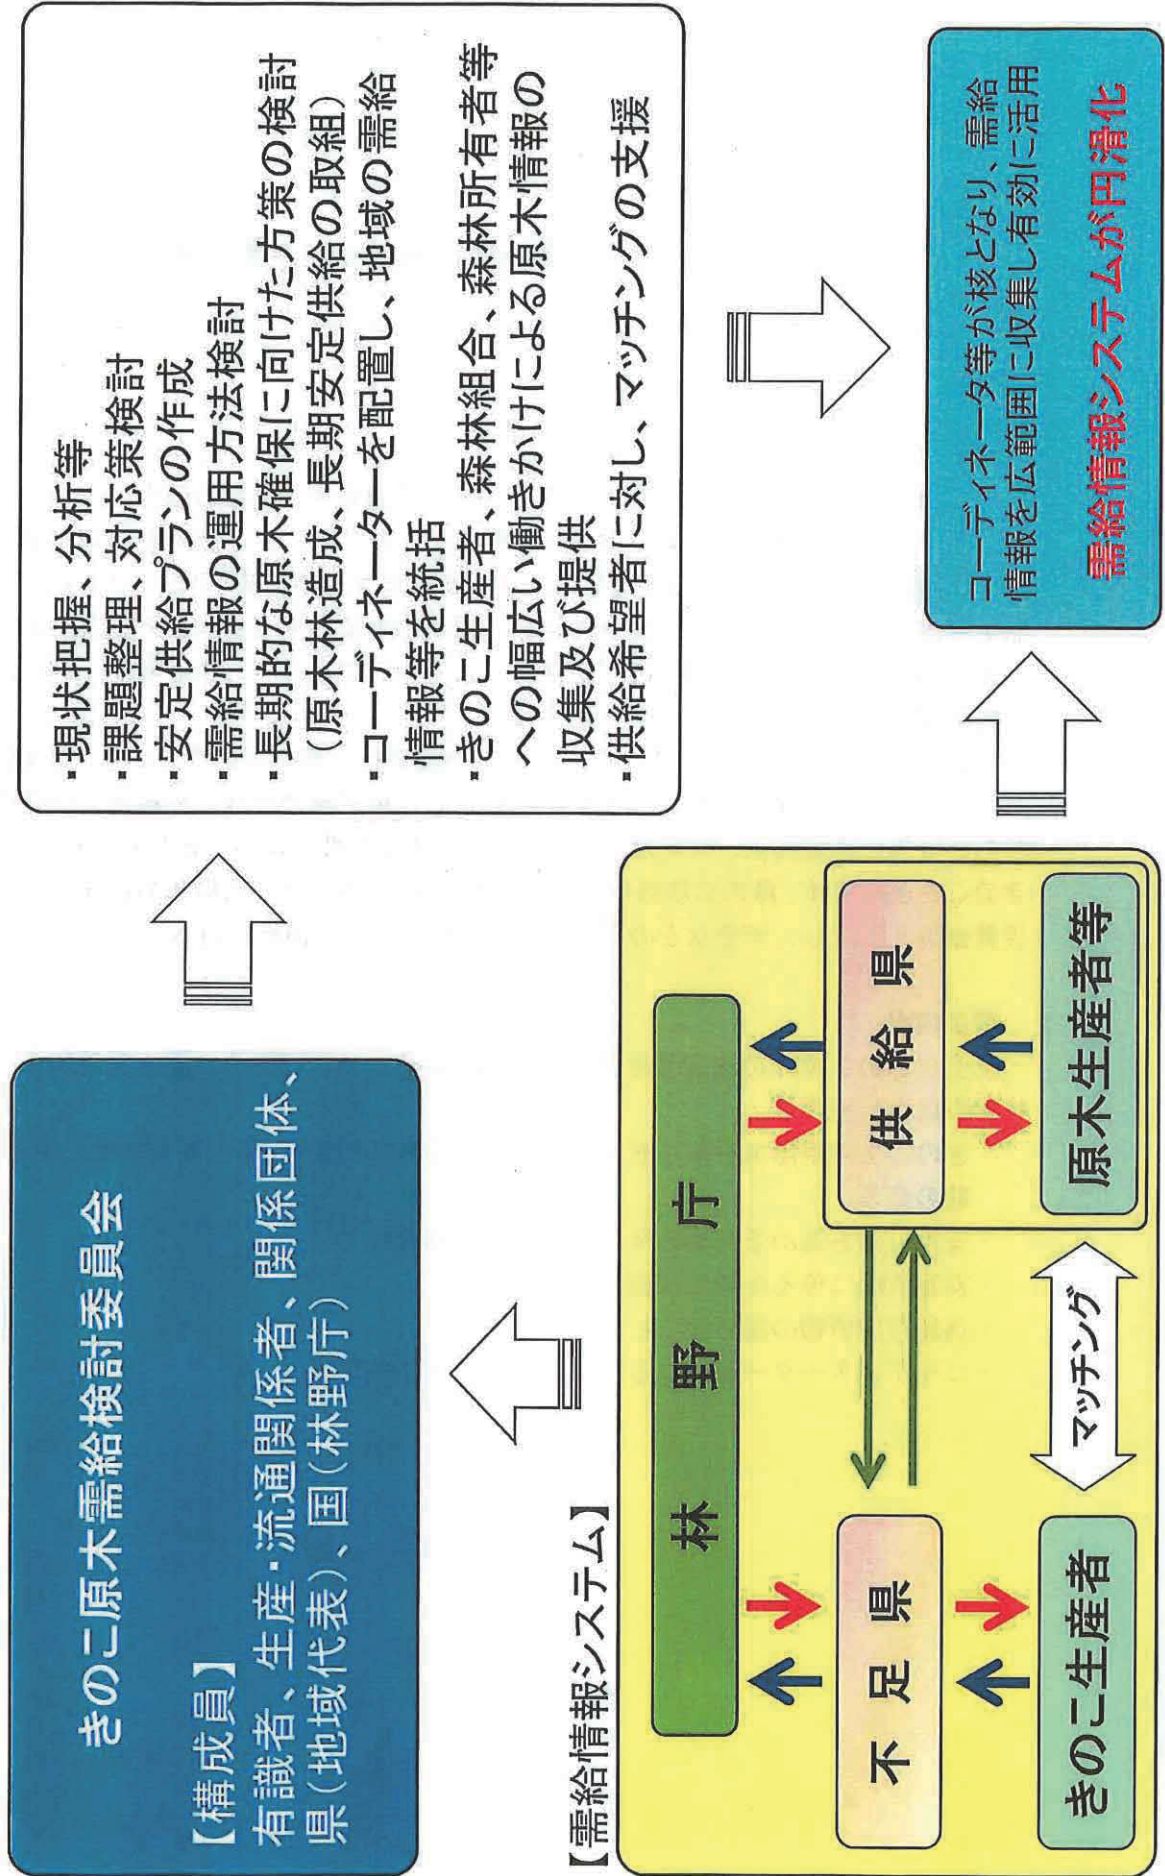 きのこ原木需給検討委員会
【構成員】
有識者、生産・流通関係者、関係団体、
県(地域代表)、国(林野庁)
・現状把握、分析等
・課題整理、対応策検討
・安定供給プランの作成
・需給情報の運用方法検討
・長期的な原木確保に向けた方策の検討
(原木林造成、長期安定供給の取組)
・コーディネーターを配置し、地域の需給
情報等を統括
・きのこ生産者、森林組合、森林所有者等
への幅広い働きかけによる原木情報の
収集及び提供
・供給希望者に対し、マッチングの支援
【需給情報システム】
林野庁
不足県
供給県
きのこ生産者
マッチング
原木生産者等
コーディネータ等が核となり、需給
情報を広範囲に収集し有効に活用
需給情報システムが円滑化